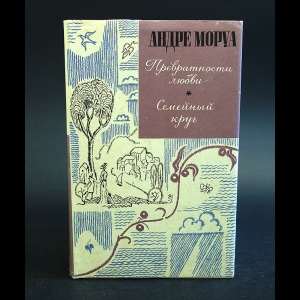 АНДРЕ МОРУА
Превратности
любви
*
Семейный
круг